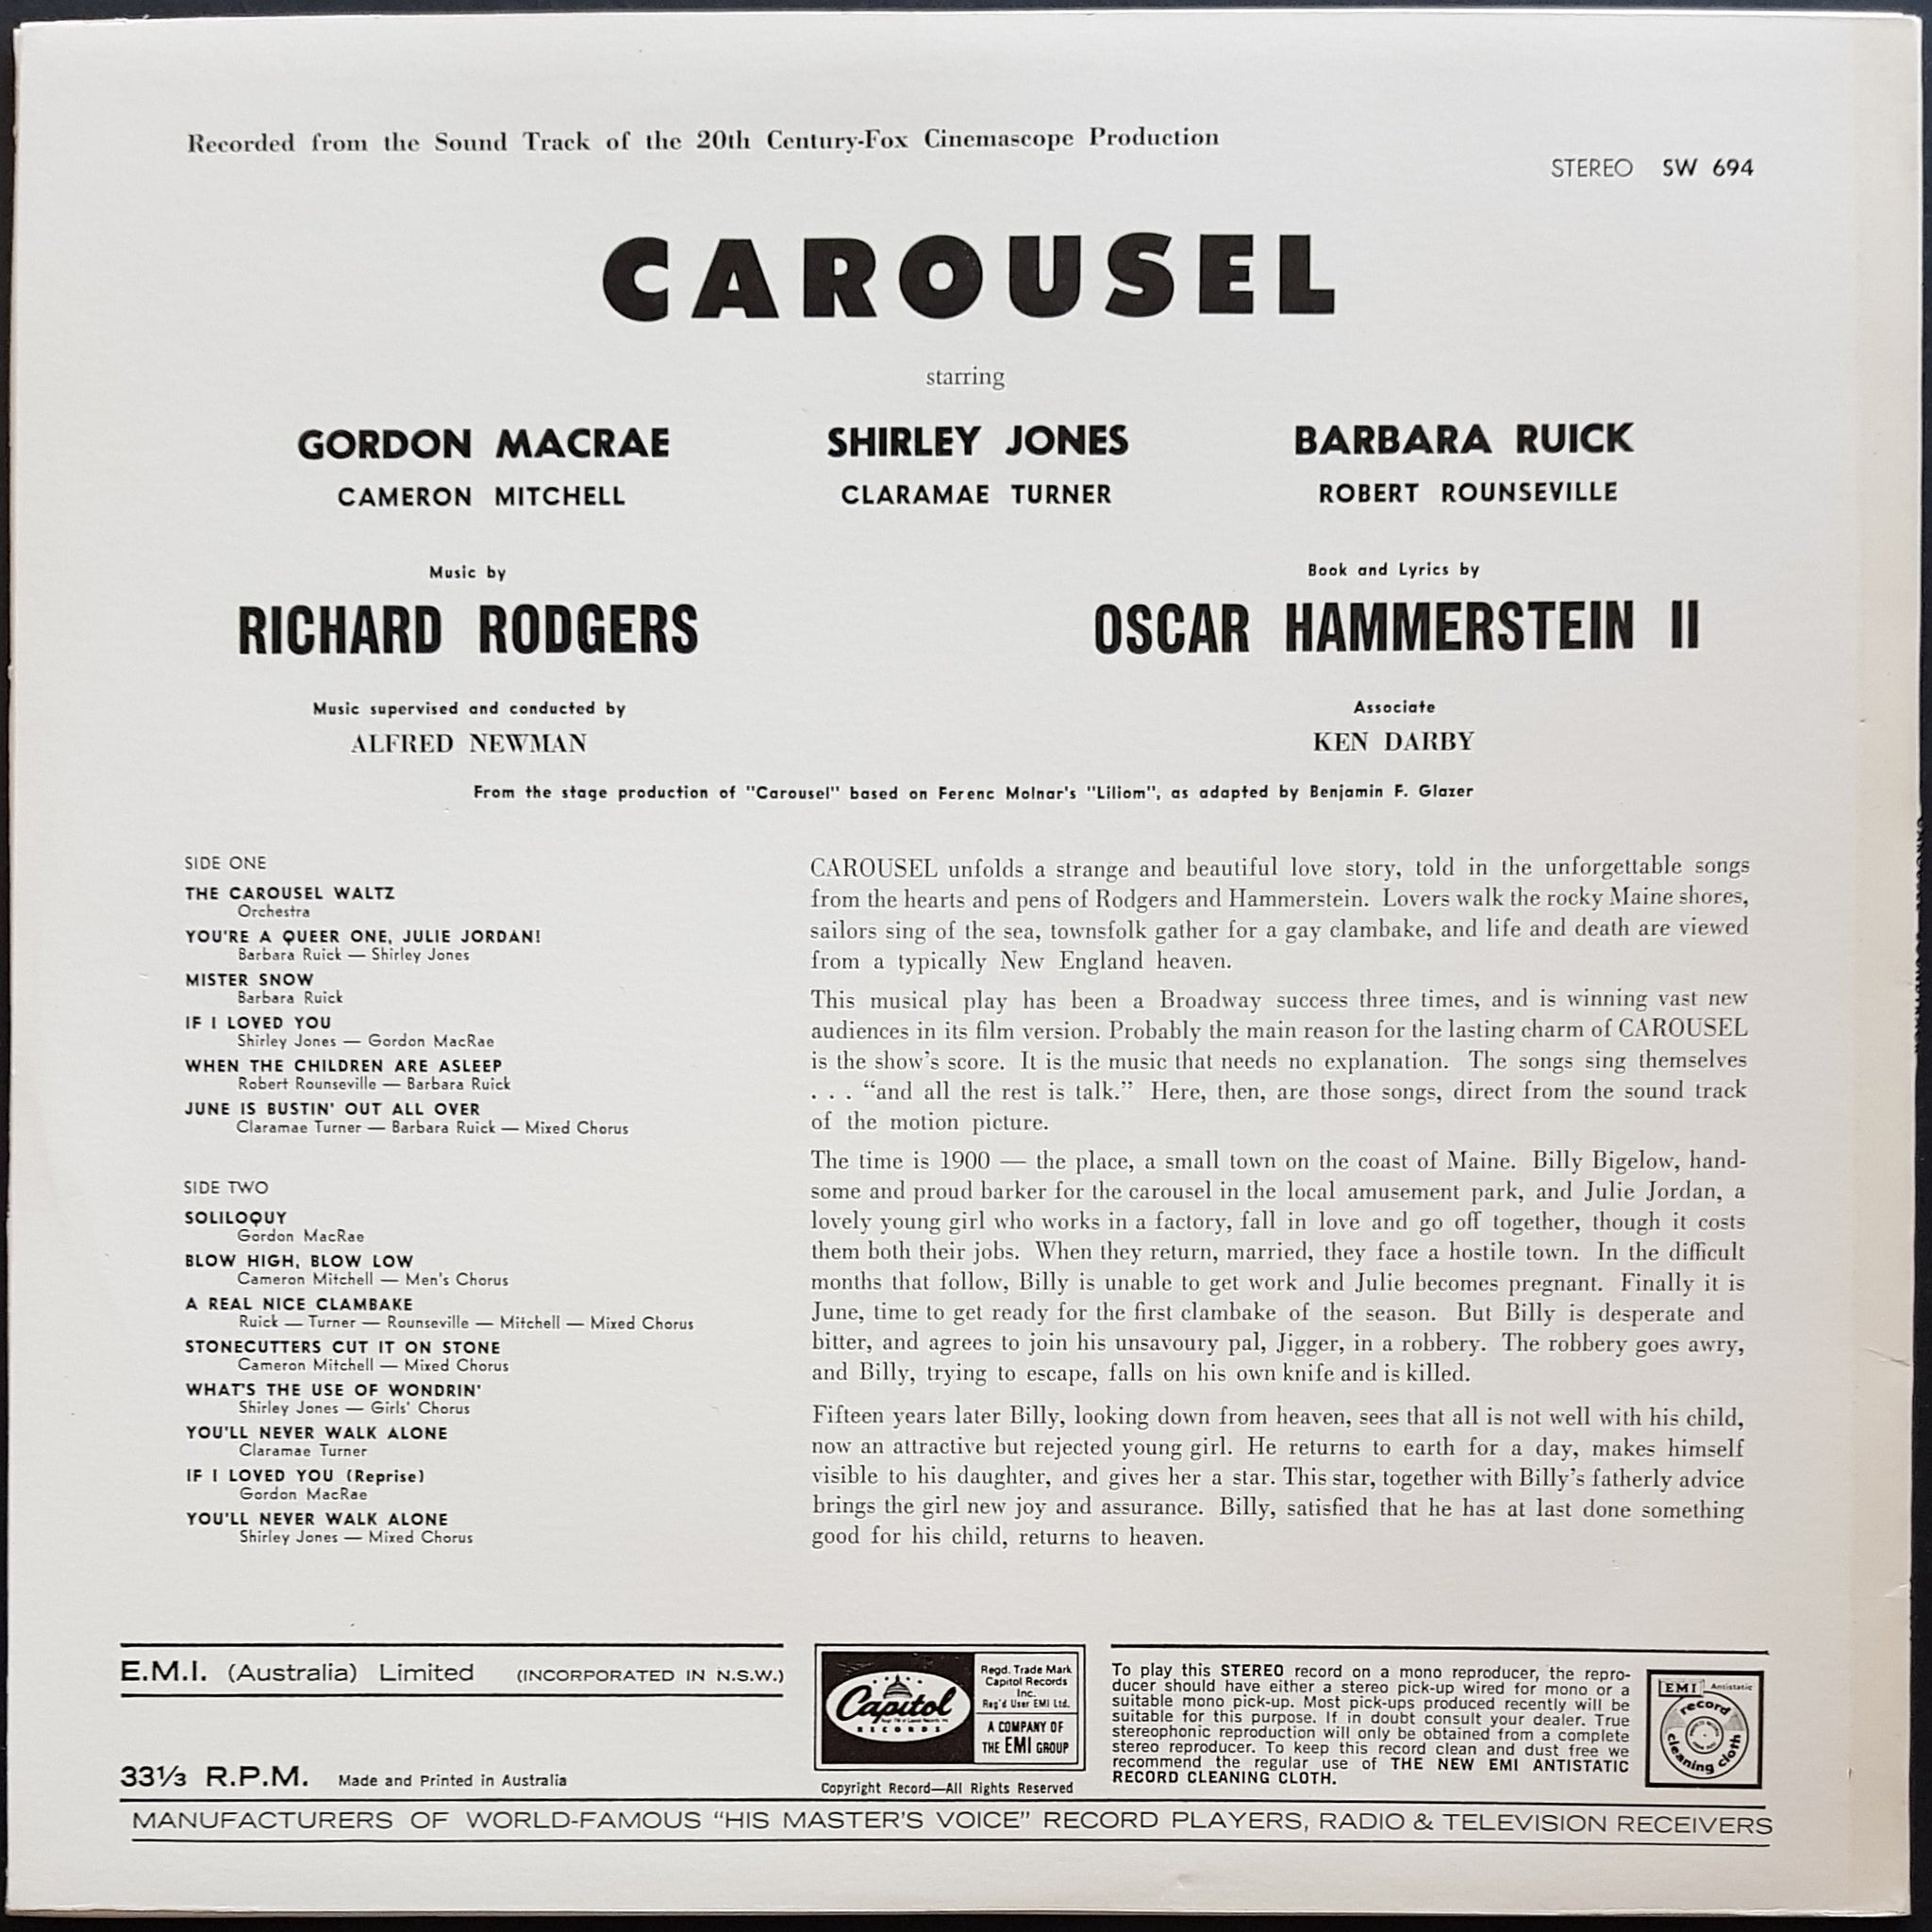 Recorded from the Sound Track of the 20th Century-Fox Cinemascope Production
STEREO SW 694
CAROUSEL
starring
GORDON MACRAE SHIRLEY JONES BARBARA RUICK
CAMERON MITCHELL CLARAMAE TURNER ROBERT ROUNSEVILLE
Music by
RICHARD RODGERS
Book and Lyrics by
OSCAR HAMMERSTEIN II
Music supervised and conducted by
ALFRED NEWMAN
Associate
KEN DARBY
From the stage production of "Carousel" based on Ferenc Molnar's "Liliom", as adapted by Benjamin F. Glazer
SIDE ONE
THE CAROUSEL WALTZ
Orchestra
YOU'RE A QUEER ONE, JULIE JORDAN!
Barbara Ruick — Shirley Jones
MISTER SNOW
Barbara Ruick
IF I LOVED YOU
Shirley Jones — Gordon MacRae
WHEN THE CHILDREN ARE ASLEEP
Robert Rounseville — Barbara Ruick
JUNE IS BUSTIN' OUT ALL OVER
Claramae Turner — Barbara Ruick — Mixed Chorus
SIDE TWO
SOLILOQUY
Gordon MacRae
BLOW HIGH, BLOW LOW
Cameron Mitchell — Men's Chorus
A REAL NICE CLAMBAKE
Ruick — Turner — Rounseville — Mitchell — Mixed Chorus
STONECUTTERS CUT IT ON STONE
Cameron Mitchell — Mixed Chorus
WHAT'S THE USE OF WONDRIN'
Shirley Jones — Girls' Chorus
YOU'LL NEVER WALK ALONE
Claramae Turner
IF I LOVED YOU (Reprise)
Gordon MacRae
YOU'LL NEVER WALK ALONE
Shirley Jones — Mixed Chorus
CAROUSEL unfolds a strange and beautiful love story, told in the unforgettable songs
from the hearts and pens of Rodgers and Hammerstein. Lovers walk the rocky Maine shores,
sailors sing of the sea, townsfolk gather for a gay clambake, and life and death are viewed
from a typically New England heaven.
This musical play has been a Broadway success three times, and is winning vast new
audiences in its film version. Probably the main reason for the lasting charm of CAROUSEL
is the show's score. It is the music that needs no explanation. The songs sing themselves
. . . "and all the rest is talk." Here, then, are those songs, direct from the sound track
of the motion picture.
The time is 1900 — the place, a small town on the coast of Maine. Billy Bigelow, hand-
some and proud barker for the carousel in the local amusement park, and Julie Jordan, a
lovely young girl who works in a factory, fall in love and go off together, though it costs
them both their jobs. When they return, married, they face a hostile town. In the difficult
months that follow, Billy is unable to get work and Julie becomes pregnant. Finally it is
June, time to get ready for the first clambake of the season. But Billy is desperate and
bitter, and agrees to join his unsavoury pal, Jigger, in a robbery. The robbery goes awry,
and Billy, trying to escape, falls on his own knife and is killed.
Fifteen years later Billy, looking down from heaven, sees that all is not well with his child,
now an attractive but rejected young girl. He returns to earth for a day, makes himself
visible to his daughter, and gives her a star. This star, together with Billy's fatherly advice
brings the girl new joy and assurance. Billy, satisfied that he has at last done something
good for his child, returns to heaven.
E.M.I. (Australia) Limited (INCORPORATED IN N.S.W.)
33⅓ R.P.M. Made and Printed in Australia
Capitol
RECORDS
Regd. Trade Mark
Capitol Records
Inc.
Reg'd User EMI Ltd.
A COMPANY OF
THE EMI GROUP
Copyright Record—All Rights Reserved
To play this STEREO record on a mono reproducer, the repro-
ducer should have either a stereo pick-up wired for mono or a
suitable mono pick-up. Most pick-ups produced recently will be
suitable for this purpose. If in doubt consult your dealer. True
stereophonic reproduction will only be obtained from a complete
stereo reproducer. To keep this record clean and dust free we
recommend the regular use of THE NEW EMI ANTISTATIC
RECORD CLEANING CLOTH.
EMI Antistatic
record
cleaning cloth
MANUFACTURERS OF WORLD-FAMOUS "HIS MASTER'S VOICE" RECORD PLAYERS, RADIO & TELEVISION RECEIVERS